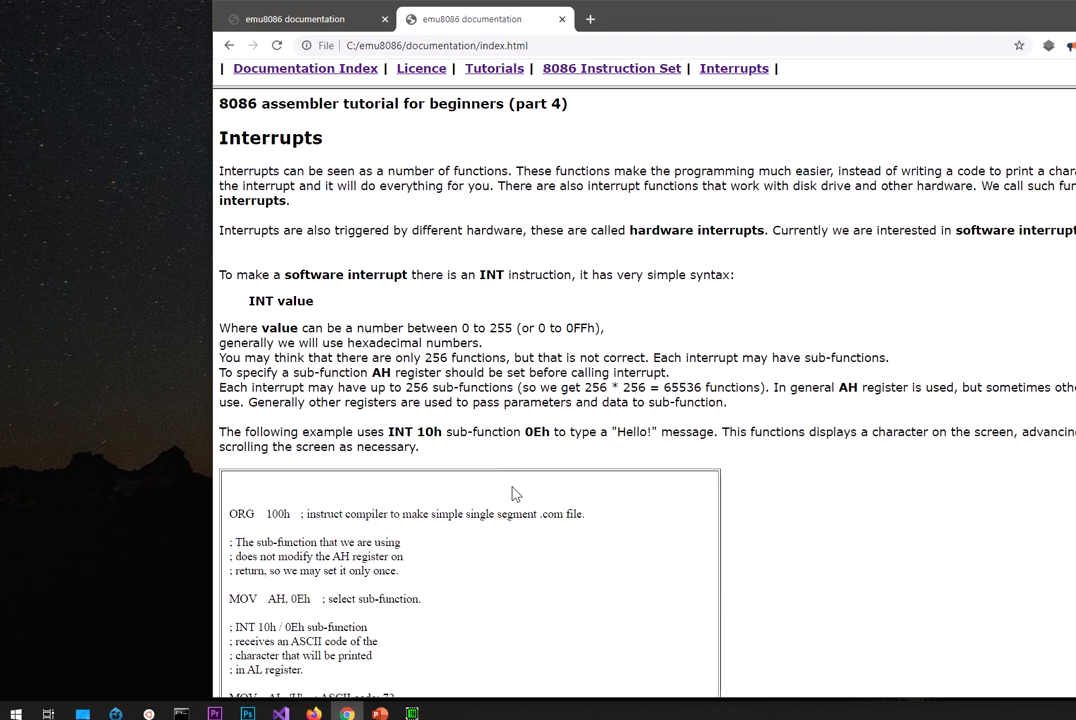 emu8086 documentation
emu8086 documentation
File | C:/emu8086/documentation/index.html
| Documentation Index | Licence | Tutorials | 8086 Instruction Set | Interrupts |
8086 assembler tutorial for beginners (part 4)
Interrupts
Interrupts can be seen as a number of functions. These functions make the programming much easier, instead of writing a code to print a
the interrupt and it will do everything for you. There are also interrupt functions that work with disk drive and other hardware. We call such
interrupts.
Interrupts are also triggered by different hardware, these are called hardware interrupts. Currently we are interested in software interrupt
To make a software interrupt there is an INT instruction, it has very simple syntax:
INT value
Where value can be a number between 0 to 255 (or 0 to 0FFh),
generally we will use hexadecimal numbers.
You may think that there are only 256 functions, but that is not correct. Each interrupt may have sub-functions.
To specify a sub-function AH register should be set before calling interrupt.
Each interrupt may have up to 256 sub-functions (so we get 256 * 256 = 65536 functions). In general AH register is used, but sometimes
use. Generally other registers are used to pass parameters and data to sub-function.
The following example uses INT 10h sub-function 0Eh to type a "Hello!" message. This functions displays a character on the screen, advancing
scrolling the screen as necessary.
ORG 100h ; instruct compiler to make simple single segment .com file.
; The sub-function that we are using
; does not modify the AH register on
; return, so we may set it only once.
MOV AH, 0Eh ; select sub-function.
; INT 10h / 0Eh sub-function
; receives an ASCII code of the
; character that will be printed
; in AL register.
MOV AL, 'H' ; ASCII code: 72
Pr
Ps